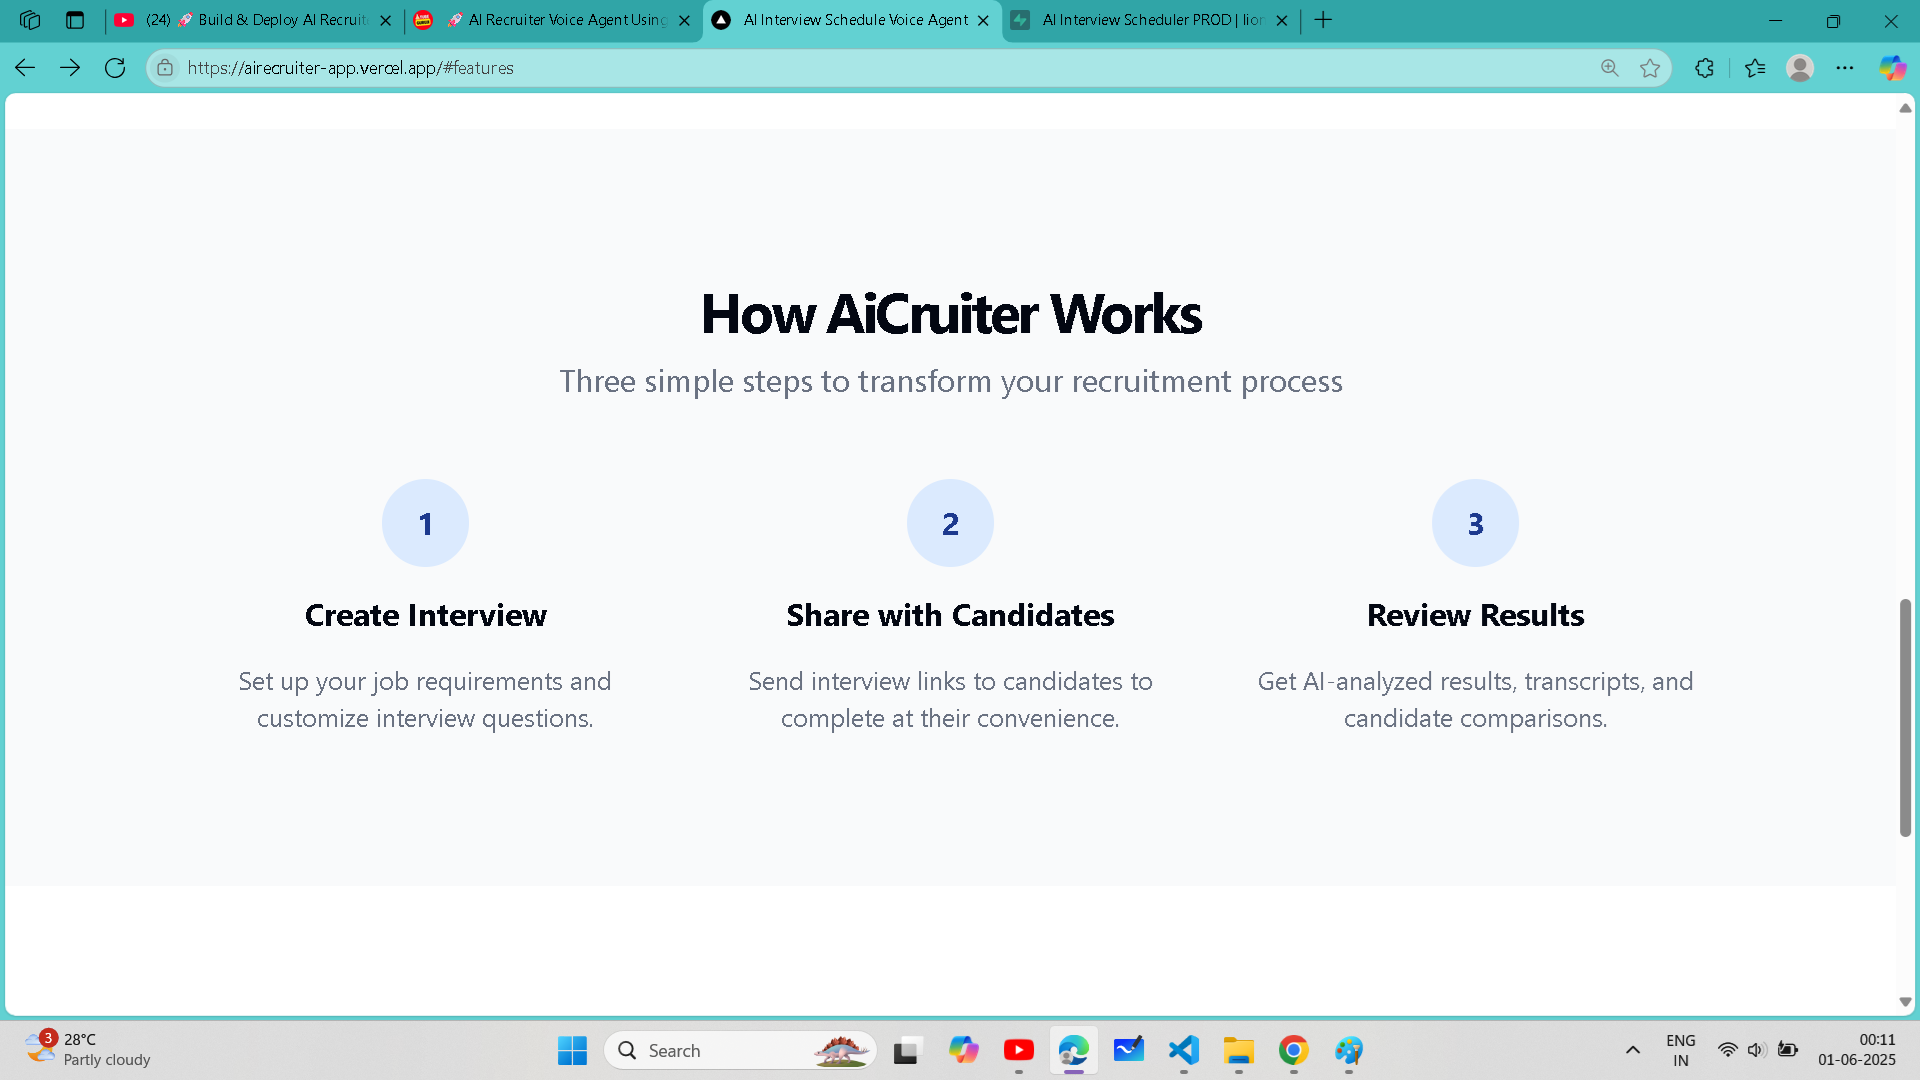 (24) 🚀 Build & Deploy AI Recruit
🚀 AI Recruiter Voice Agent Using
AI Interview Schedule Voice Agent
AI Interview Scheduler PROD | lior
https://airecruiter-app.vercel.app/#features
How AiCruiter Works
Three simple steps to transform your recruitment process
1
2
3
Create Interview
Share with Candidates
Review Results
Set up your job requirements and
customize interview questions.
Send interview links to candidates to
complete at their convenience.
Get AI-analyzed results, transcripts, and
candidate comparisons.
3
28°C
Partly cloudy
Search
ENG
IN
00:11
01-06-2025